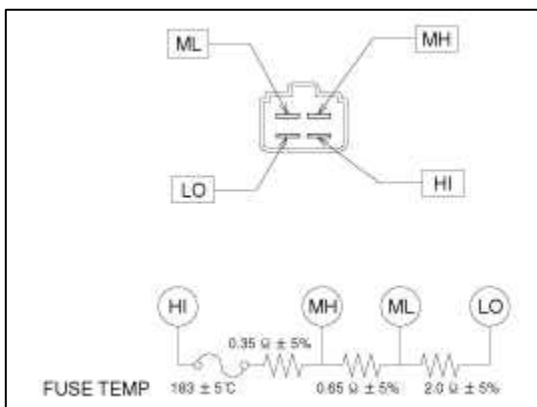 ML
MH
LO
HI
HI
MH
ML
LO
0.35 Ω ± 5%
FUSE TEMP
183 ± 5℃
0.65 Ω ± 5%
2.0 Ω ± 5%